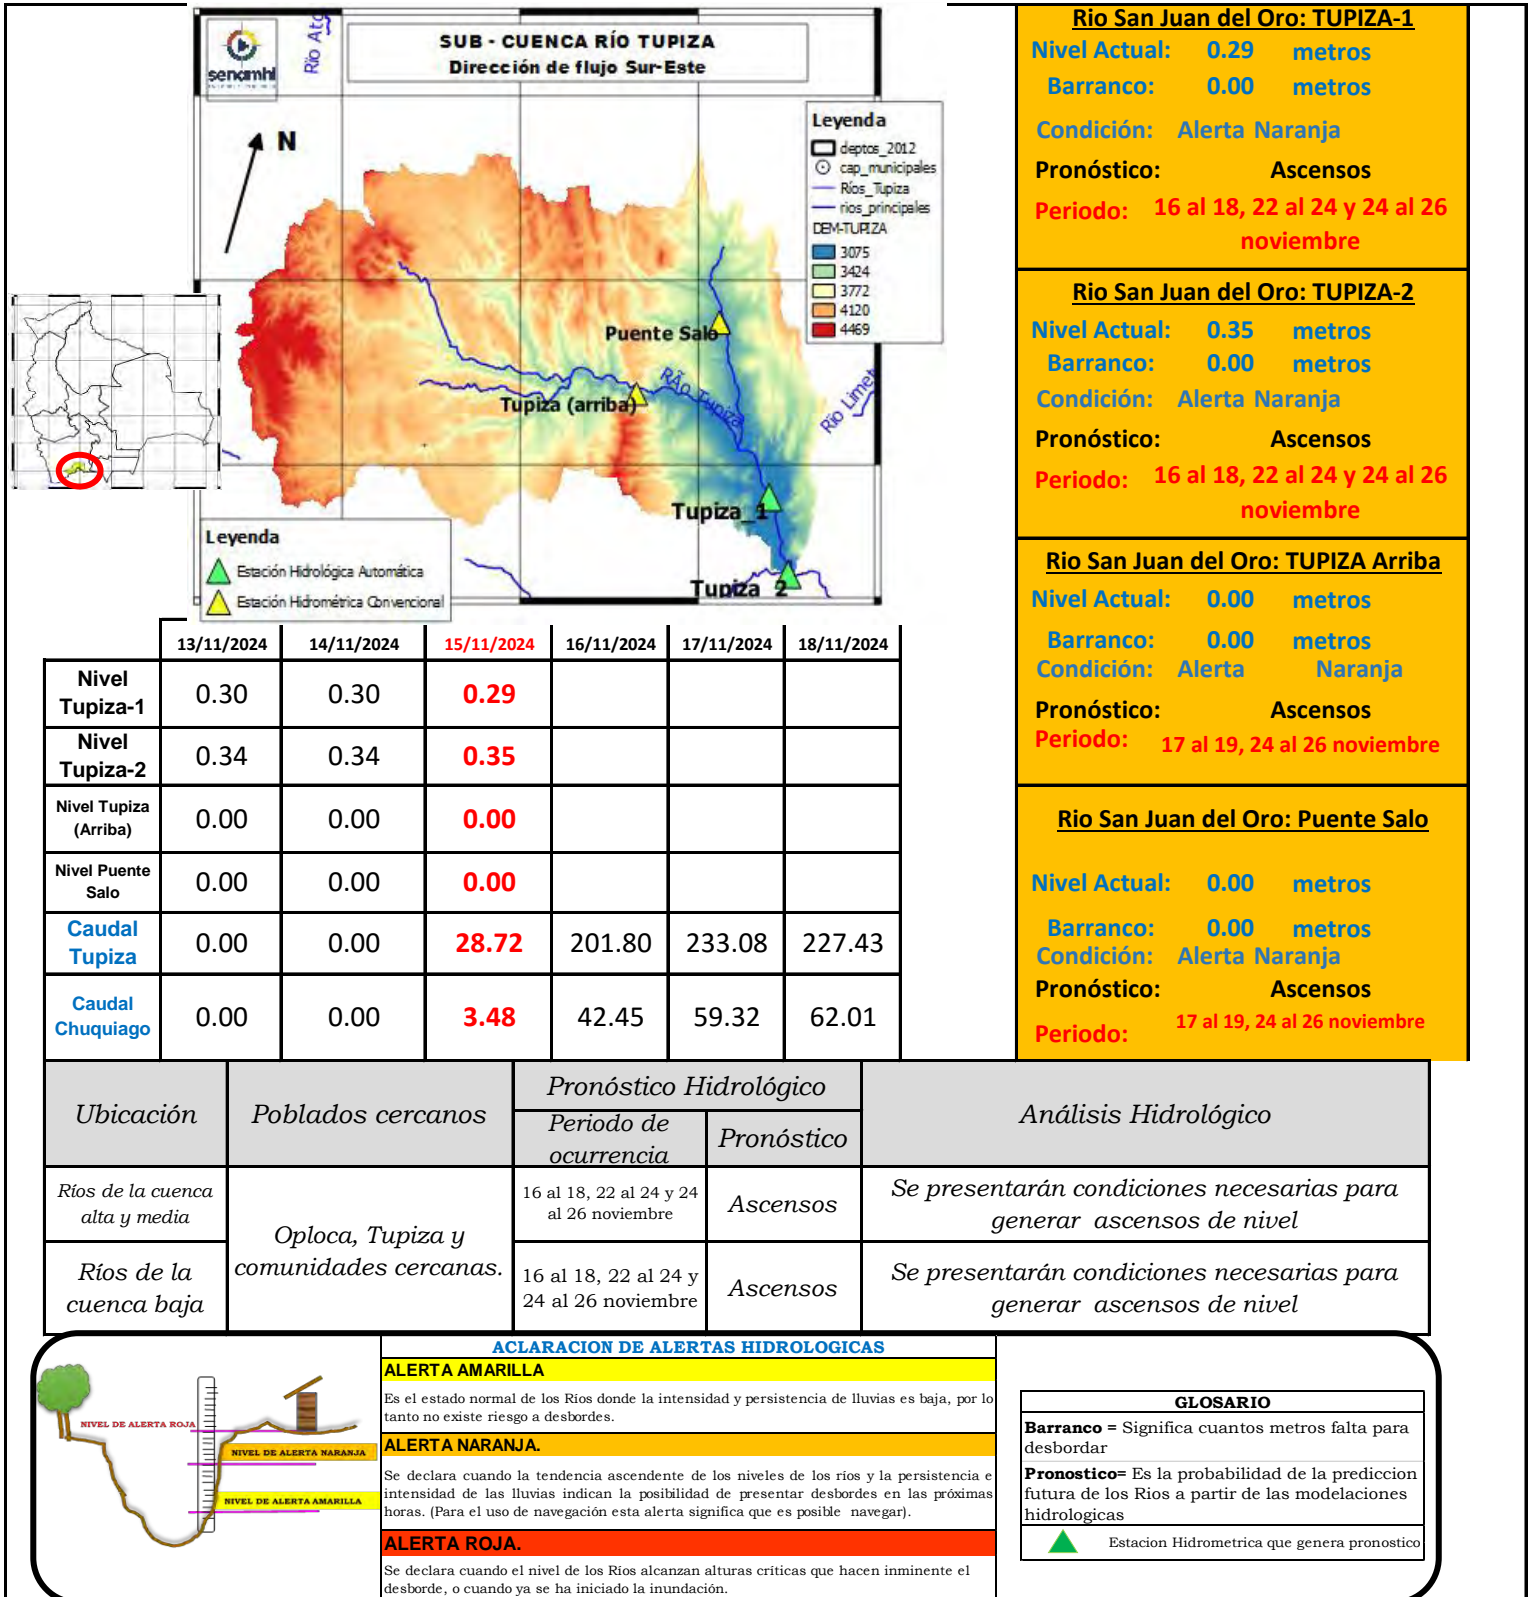 senamhi
Río Ato
SUB - CUENCA RÍO TUPIZA
Dirección de flujo Sur-Este
N
Leyenda
deptos_2012
cap_municipales
Ríos_Tupiza
rios_principales
DEM-TUPIZA
3075
3424
3772
4120
4469
Puente Salo
Tupiza (arriba)
RÃo Tupiza
Rio Limet
Tupiza_1
Tupiza_2
Leyenda
Estación Hidrológica Automática
Estación Hidrométrica Convencional
Rio San Juan del Oro: TUPIZA-1
Nivel Actual: 0.29 metros
Barranco: 0.00 metros
Condición: Alerta Naranja
Pronóstico: Ascensos
Periodo: 16 al 18, 22 al 24 y 24 al 26
noviembre
Rio San Juan del Oro: TUPIZA-2
Nivel Actual: 0.35 metros
Barranco: 0.00 metros
Condición: Alerta Naranja
Pronóstico: Ascensos
Periodo: 16 al 18, 22 al 24 y 24 al 26
noviembre
Rio San Juan del Oro: TUPIZA Arriba
Nivel Actual: 0.00 metros
Barranco: 0.00 metros
Condición: Alerta Naranja
Pronóstico: Ascensos
Periodo: 17 al 19, 24 al 26 noviembre
Rio San Juan del Oro: Puente Salo
Nivel Actual: 0.00 metros
Barranco: 0.00 metros
Condición: Alerta Naranja
Pronóstico: Ascensos
Periodo: 17 al 19, 24 al 26 noviembre
13/11/2024 14/11/2024 15/11/2024 16/11/2024 17/11/2024 18/11/2024
Nivel
Tupiza-1 0.30 0.30 0.29
Nivel
Tupiza-2 0.34 0.34 0.35
Nivel Tupiza
(Arriba) 0.00 0.00 0.00
Nivel Puente
Salo 0.00 0.00 0.00
Caudal
Tupiza 0.00 0.00 28.72 201.80 233.08 227.43
Caudal
Chuquiago 0.00 0.00 3.48 42.45 59.32 62.01
Ubicación Poblados cercanos Pronóstico Hidrológico Análisis Hidrológico
Periodo de
ocurrencia Pronóstico
Ríos de la cuenca
alta y media
Oploca, Tupiza y
comunidades cercanas.
16 al 18, 22 al 24 y 24
al 26 noviembre
Ascensos
Se presentarán condiciones necesarias para
generar ascensos de nivel
Ríos de la
cuenca baja
16 al 18, 22 al 24 y
24 al 26 noviembre
Ascensos
Se presentarán condiciones necesarias para
generar ascensos de nivel
NIVEL DE ALERTA ROJA
NIVEL DE ALERTA NARANJA
NIVEL DE ALERTA AMARILLA
ACLARACION DE ALERTAS HIDROLOGICAS
ALERTA AMARILLA
Es el estado normal de los Ríos donde la intensidad y persistencia de lluvias es baja, por lo
tanto no existe riesgo a desbordes.
ALERTA NARANJA.
Se declara cuando la tendencia ascendente de los niveles de los ríos y la persistencia e
intensidad de las lluvias indican la posibilidad de presentar desbordes en las próximas
horas. (Para el uso de navegación esta alerta significa que es posible navegar).
ALERTA ROJA.
Se declara cuando el nivel de los Ríos alcanzan alturas críticas que hacen inminente el
desborde, o cuando ya se ha iniciado la inundación.
GLOSARIO
Barranco = Significa cuantos metros falta para
desbordar
Pronostico= Es la probabilidad de la prediccion
futura de los Rios a partir de las modelaciones
hidrologicas
Estacion Hidrometrica que genera pronostico